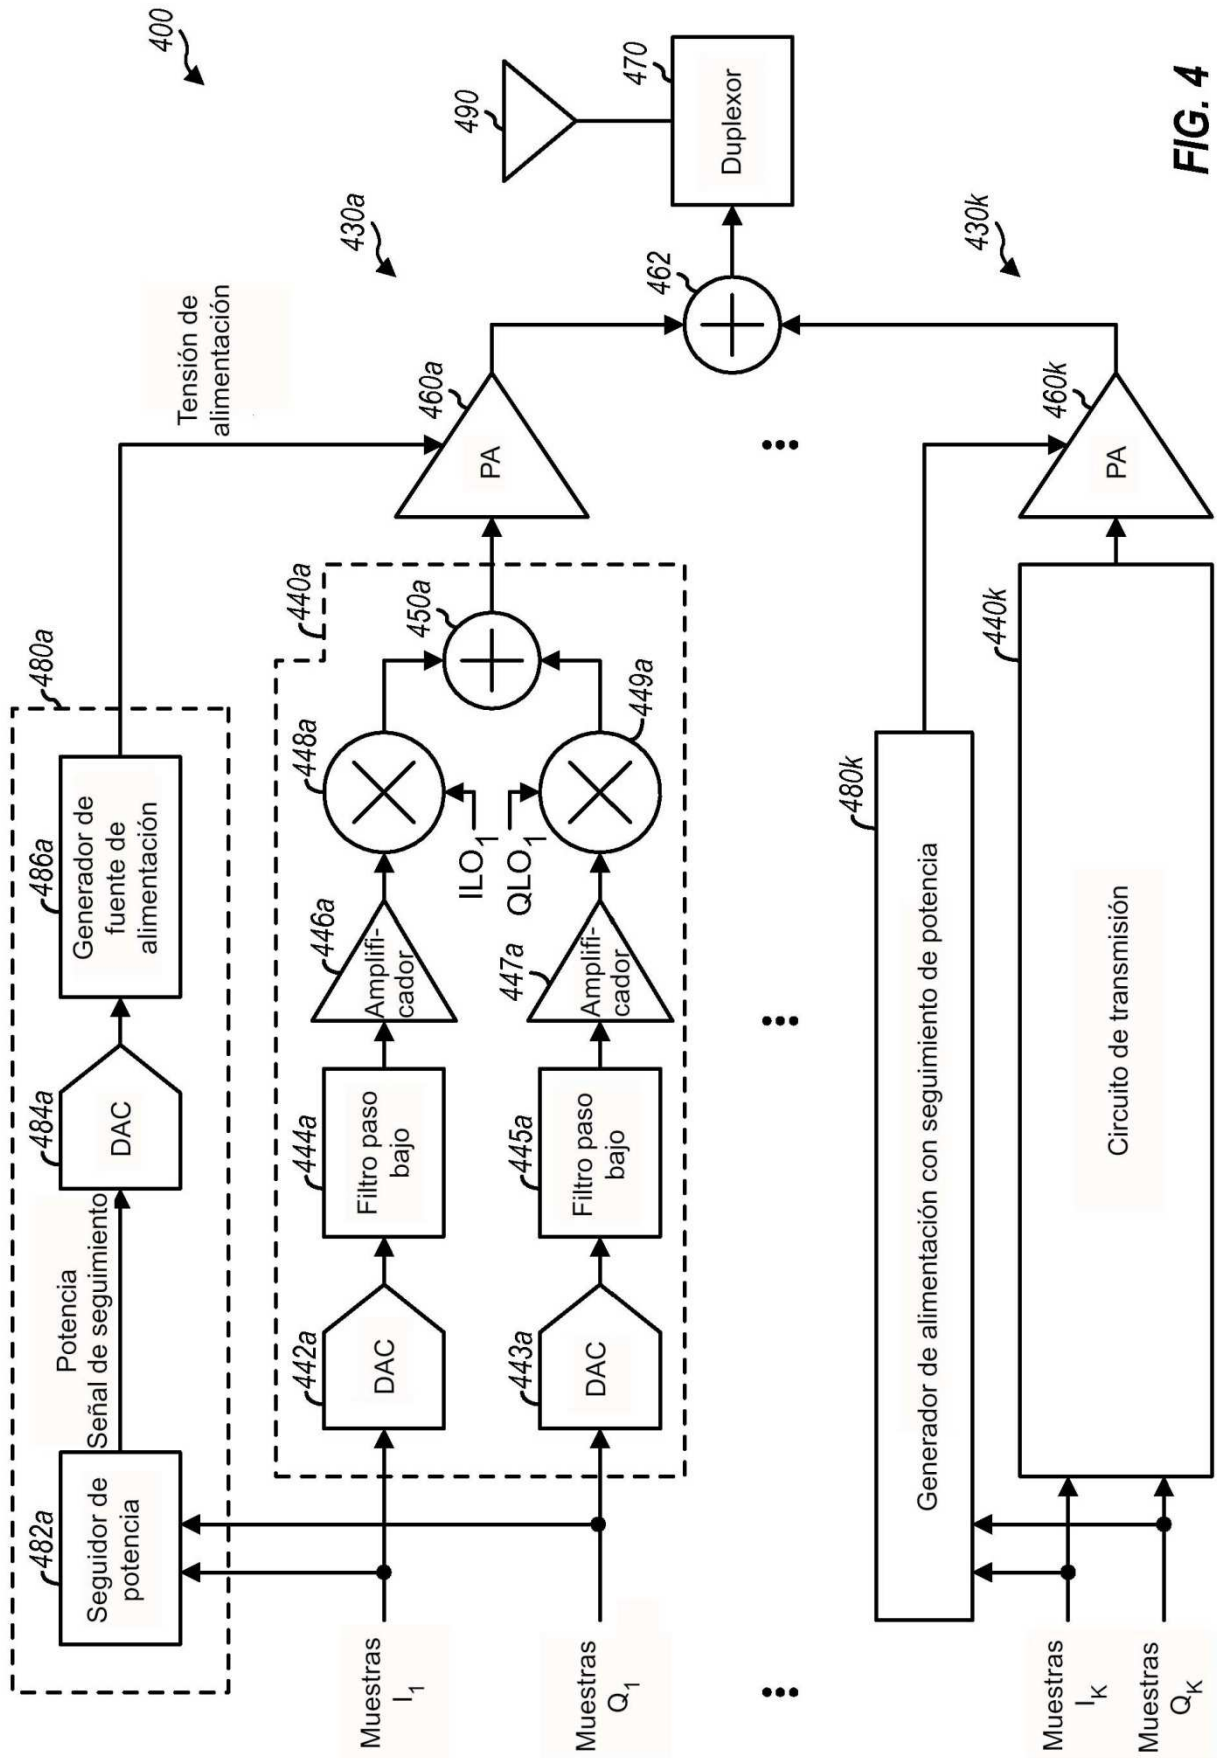 400
480a
482a
Seguidor de
potencia
Potencia
Señal de seguimiento
484a
DAC
486a
Generador de
fuente de
alimentación
Tensión de
alimentación
430a
490
470
Duplexor
440a
442a
DAC
444a
Filtro paso
bajo
446a
Amplifi-
cador
448a
ILO1
QLO1
450a
460a
PA
462
Muestras
I1
Muestras
Q1
443a
DAC
445a
Filtro paso
bajo
447a
Amplifi-
cador
449a
430k
480k
Generador de alimentación con seguimiento de potencia
440k
Circuito de transmisión
460k
PA
Muestras
IK
Muestras
QK
FIG. 4